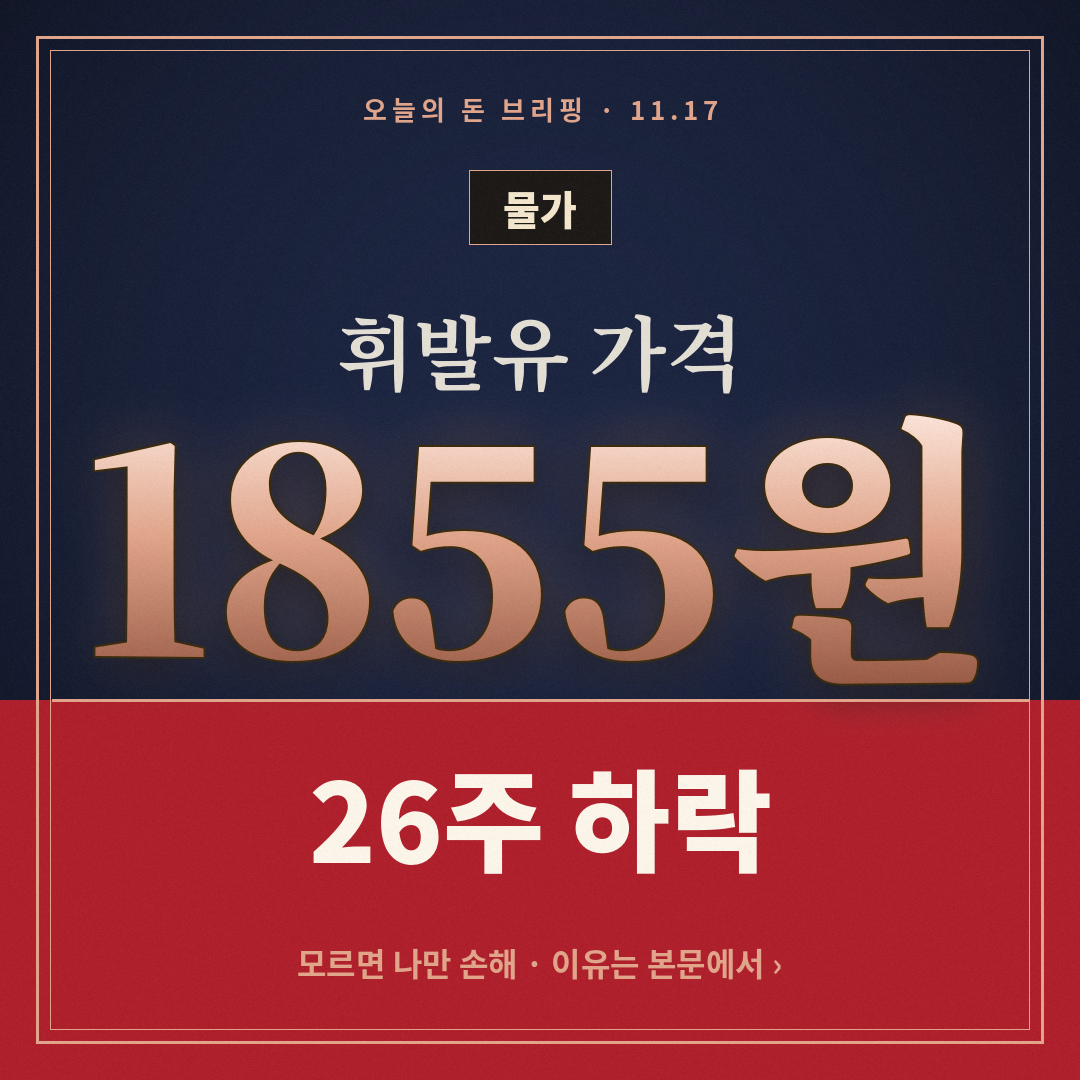 오늘의 돈 브리핑 · 11.17
물가
휘발유 가격
1855원
26주 하락
모르면 나만 손해 · 이유는 본문에서 ›